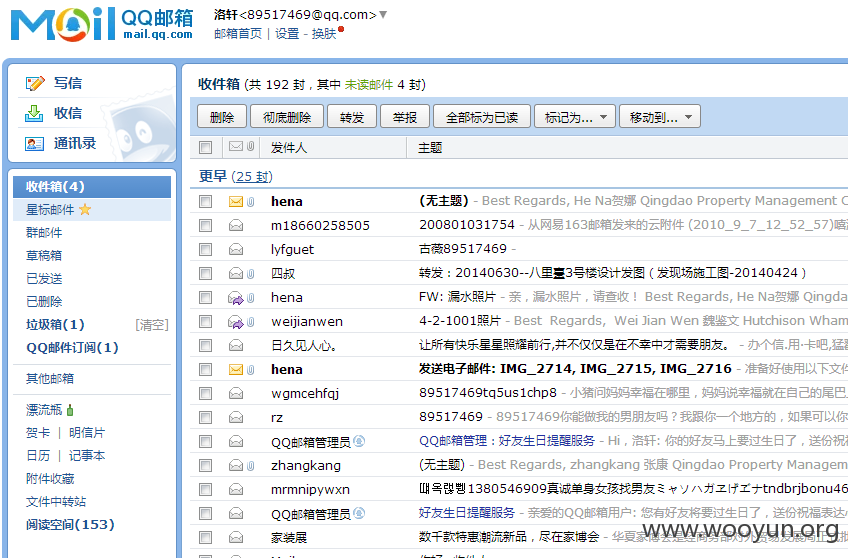 Mail QQ邮箱 mail.qq.com
洛轩<89517469@qq.com>
邮箱首页 | 设置 - 换肤
写信
收信
通讯录
收件箱(4)
星标邮件
群邮件
草稿箱
已发送
已删除
垃圾箱(1) [清空]
QQ邮件订阅(1)
其他邮箱
漂流瓶
贺卡 | 明信片
日历 | 记事本
附件收藏
文件中转站
阅读空间(153)
收件箱 (共 192 封，其中 未读邮件 4 封)
删除 彻底删除 转发 举报 全部标为已读 标记为... 移动到...
发件人 主题
更早 (25 封)
hena (无主题) - Best Regards, He Na贺娜 Qingdao Property Management C
m18660258505 200801031754 - 从网易163邮箱发来的云附件 (2010_9_7_12_52_57)嘻
lyfguet 古薇89517469 -
四叔 转发：20140630--八里臺3号楼设计发图（发现场施工图-20140424）
hena FW: 漏水照片 - 亲，漏水照片，请查收！ Best Regards, He Na贺娜 Qingdao
weijianwen 4-2-1001照片 - Best Regards, Wei Jian Wen 魏鉴文 Hutchison Wham
日久见人心。 让所有快乐星星照耀前行,并不仅仅是在不幸中才需要朋友。 - 办个信.用·卡吧,猛
hena 发送电子邮件: IMG_2714, IMG_2715, IMG_2716 - 准备好使用以下文件
wgmcehfqj 89517469tq5us1chp8 - 小猪问妈妈幸福在哪里，妈妈说幸福就在自己的尾巴
rz 89517469 - 89517469你能做我的男朋友吗？我跟你一个地方的，如果可以你
QQ邮箱管理员 QQ邮箱管理：好友生日提醒服务 - Hi，洛轩: 你的好友马上要过生日了，送份祝
zhangkang (无主题) - Best Regards, zhangkang 张康 Qingdao Property Managem
mrmnipywxn 1380546909真诚单身女孩找男友ミャソハガヱげヹナtndbrjbonu46
QQ邮箱管理员 好友生日提醒服务 - 亲爱的QQ邮箱用户: 您有好友将要过生日了，送份祝福表达
家装展 数千款特惠潮流新品，尽在家博会 - 华夏家博会
www.wooyun.org